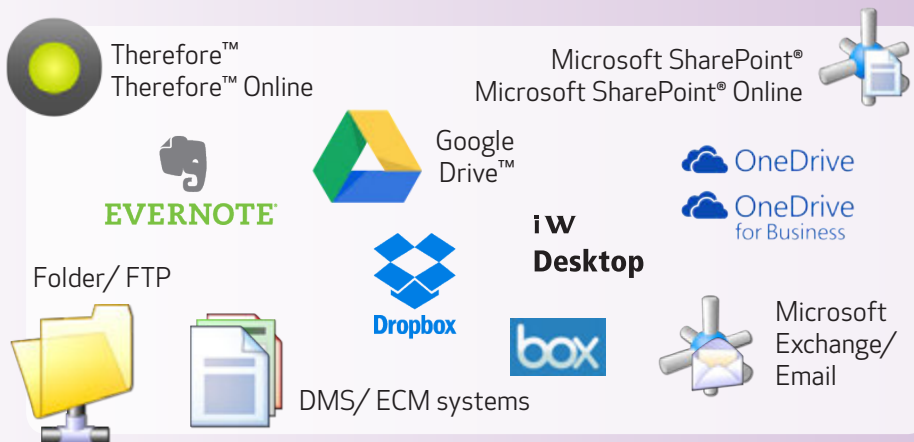 Therefore™
Therefore™ Online
Microsoft SharePoint®
Microsoft SharePoint® Online
EVERNOTE
Google
Drive™
OneDrive
OneDrive
for Business
iW
Desktop
Dropbox
box
Folder/ FTP
DMS/ ECM systems
Microsoft
Exchange/
Email